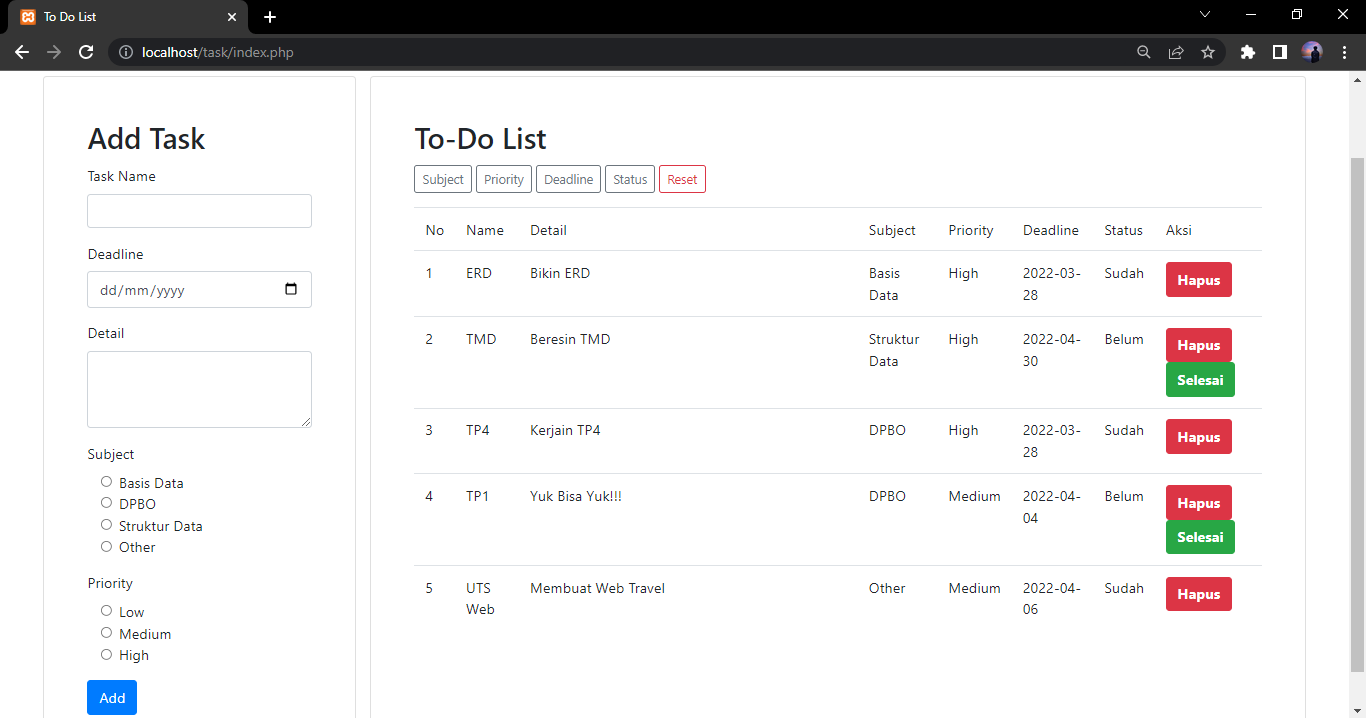 To Do List
localhost/task/index.php
Add Task
Task Name
Deadline
dd/mm/yyyy
Detail
Subject
Basis Data
DPBO
Struktur Data
Other
Priority
Low
Medium
High
Add
To-Do List
Subject Priority Deadline Status Reset
No Name Detail Subject Priority Deadline Status Aksi
1 ERD Bikin ERD Basis High 2022-03- Sudah Hapus
Data 28
2 TMD Beresin TMD Struktur High 2022-04- Belum Hapus
Data 30
Selesai
3 TP4 Kerjain TP4 DPBO High 2022-03- Sudah Hapus
28
4 TP1 Yuk Bisa Yuk!!! DPBO Medium 2022-04- Belum Hapus
04
Selesai
5 UTS Membuat Web Travel Other Medium 2022-04- Sudah Hapus
Web 06